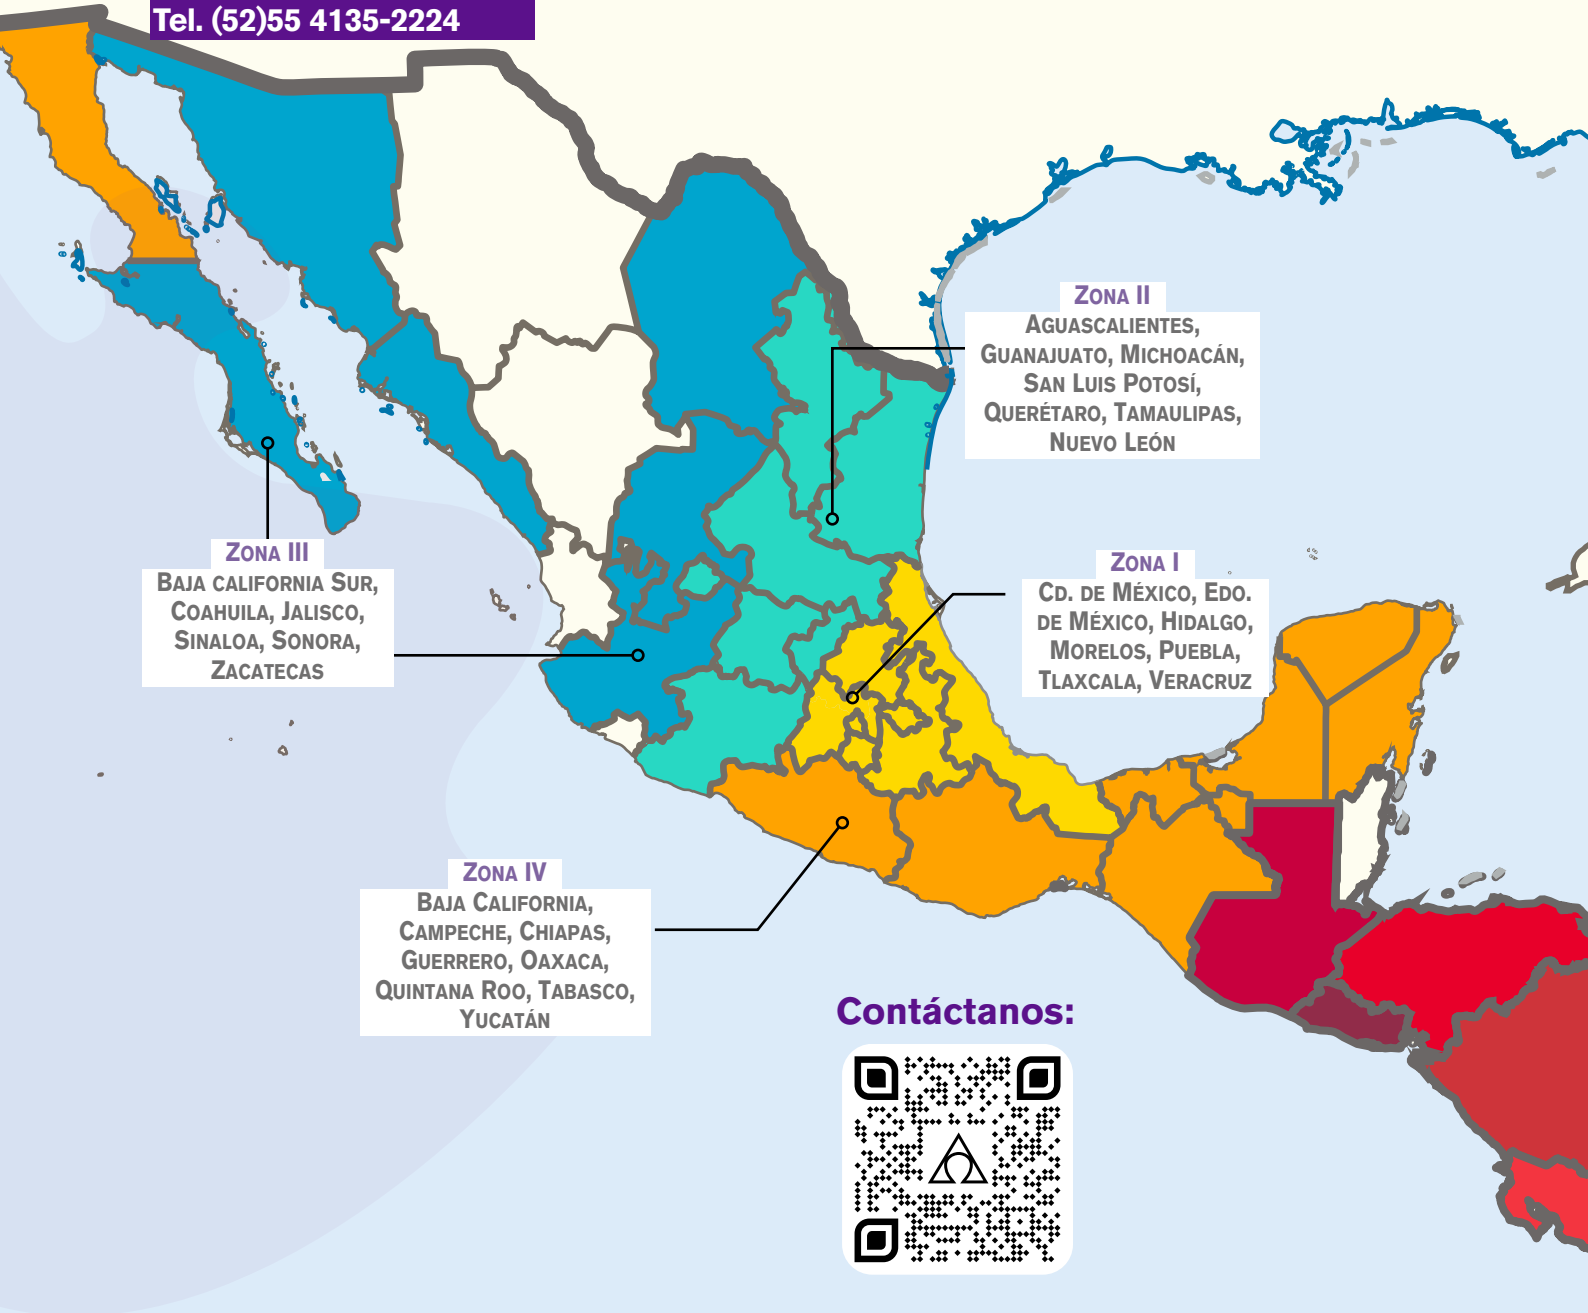 Tel. (52)55 4135-2224
ZONA II
AGUASCALIENTES,
GUANAJUATO, MICHOACÁN,
SAN LUIS POTOSÍ,
QUERÉTARO, TAMAULIPAS,
NUEVO LEÓN
ZONA III
BAJA CALIFORNIA SUR,
COAHUILA, JALISCO,
SINALOA, SONORA,
ZACATECAS
ZONA I
CD. DE MÉXICO, EDO.
DE MÉXICO, HIDALGO,
MORELOS, PUEBLA,
TLAXCALA, VERACRUZ
ZONA IV
BAJA CALIFORNIA,
CAMPECHE, CHIAPAS,
GUERRERO, OAXACA,
QUINTANA ROO, TABASCO,
YUCATÁN
Contáctanos: